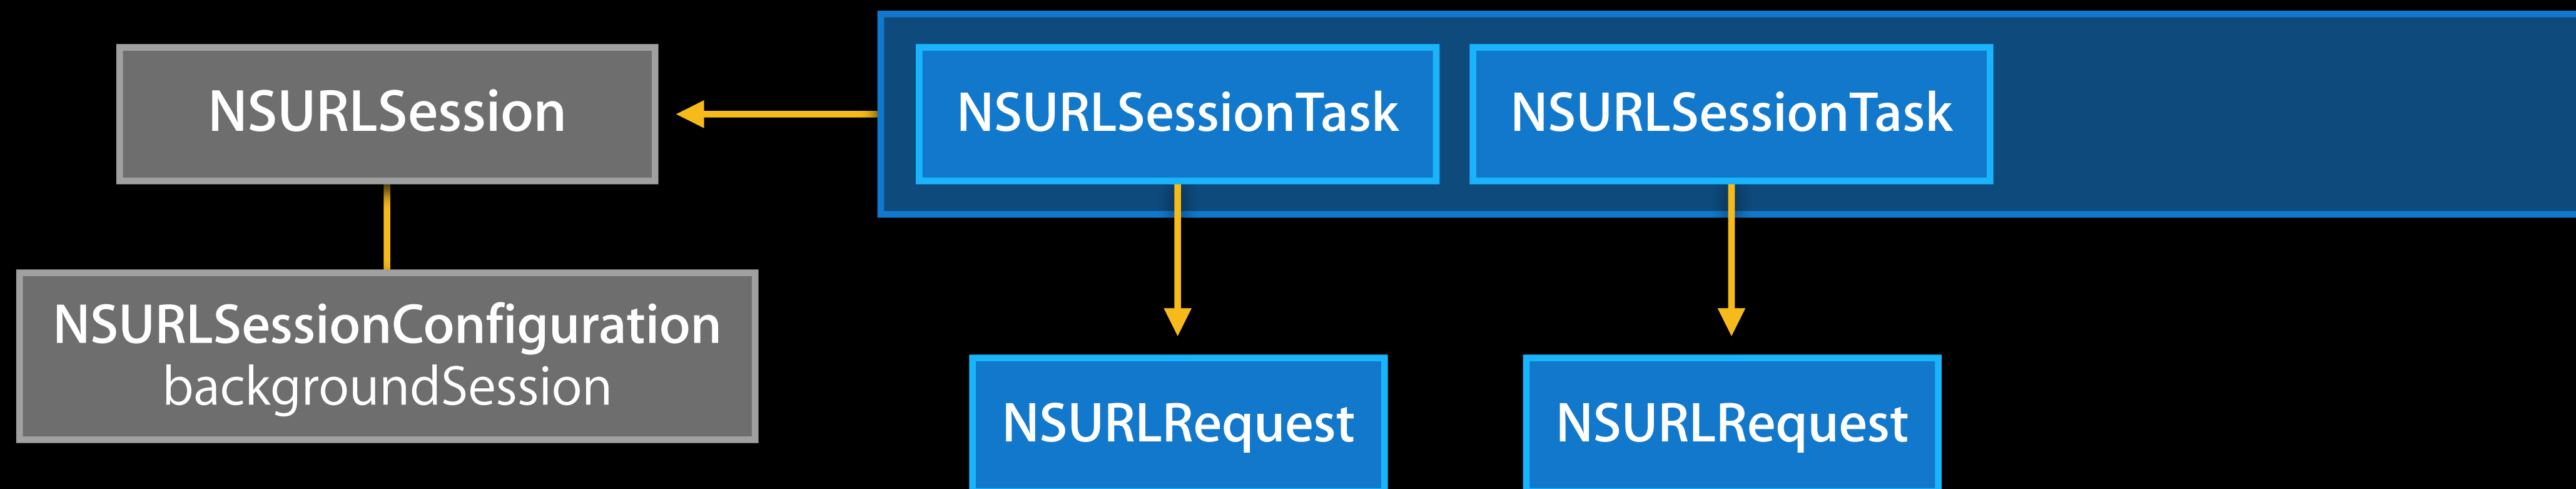 NSURLSession
NSURLSessionTask
NSURLSessionTask
NSURLSessionConfiguration
backgroundSession
NSURLRequest
NSURLRequest